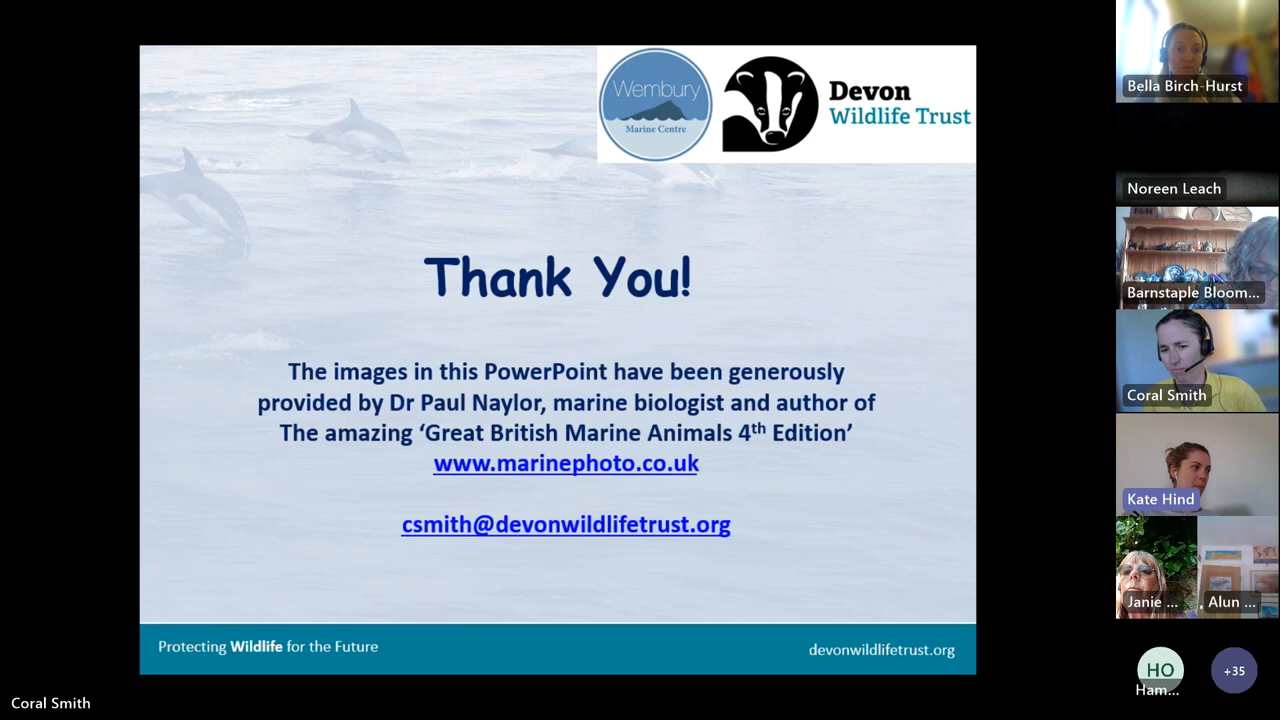 Wembury
Marine Centre
Devon
Wildlife Trust
Thank You!
The images in this PowerPoint have been generously
provided by Dr Paul Naylor, marine biologist and author of
The amazing ‘Great British Marine Animals 4th Edition’
www.marinephoto.co.uk
csmith@devonwildlifetrust.org
Protecting Wildlife for the Future
devonwildlifetrust.org
Coral Smith
Bella Birch-Hurst
Noreen Leach
Barnstaple Bloom...
Coral Smith
Kate Hind
Janie ...
Alun ...
HO
Ham...
+35